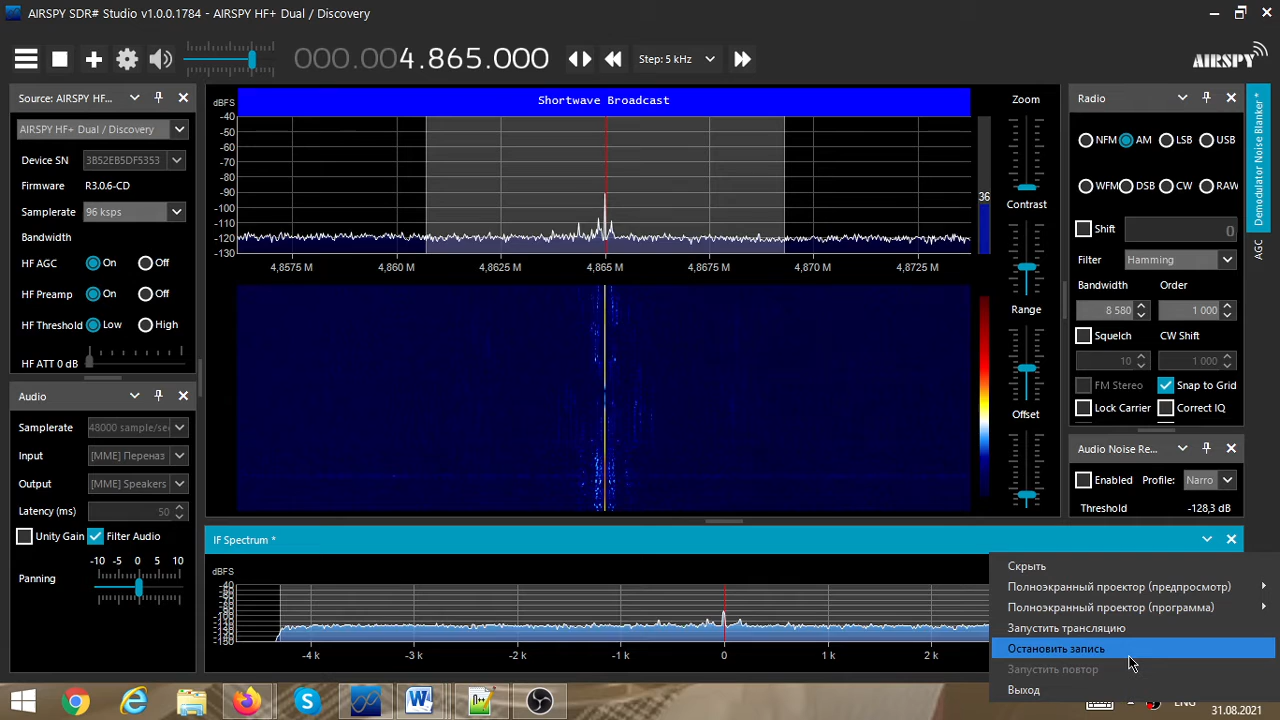 AIRSPY SDR# Studio v1.0.0.1784 - AIRSPY HF+ Dual / Discovery
000.004.865.000
Step: 5 kHz
AIRSPY
Source: AIRSPY HF...
AIRSPY HF+ Dual / Discovery
Device SN
Firmware R3.0.6-CD
Samplerate 96 ksps
Bandwidth
HF AGC On Off
HF Preamp On Off
HF Threshold Low High
HF ATT 0 dB
Audio
Samplerate 48000 sample/se
Input [MME] Переназ
Output [MME] Speakers
Latency (ms) 50
Unity Gain Filter Audio
-10 -5 0 5 10
Panning
dBFS
Shortwave Broadcast
-40
-50
-60
-70
-80
-90
-100
-110
-120
-130
36
4,8575 M 4,860 M 4,8625 M 4,865 M 4,8675 M 4,870 M 4,8725 M
Zoom
Contrast
Range
Offset
Radio
NFM AM LSB USB
WFM DSB CW RAW
Shift 0
Filter Hamming
Bandwidth Order
8 580 1 000
Squelch CW Shift
10 1 000
FM Stereo Snap to Grid
Lock Carrier Correct IQ
Demodulator Noise Blanker *
AGC
Audio Noise Re...
Enabled Profile: Narro
Threshold -128,3 dB
IF Spectrum *
dBFS
-40
-4 k -3 k -2 k -1 k 0 1 k 2 k
Скрыть
Полноэкранный проектор (предпросмотр)
Полноэкранный проектор (программа)
Запустить трансляцию
Остановить запись
Запустить повтор
Выход
ENG
31.08.2021